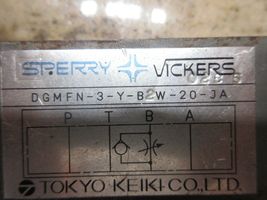 SPERRY VICKERS
DGMFN-3-Y-B2W-20-JA
P T B A
TOKYO KEIKI CO., LTD.